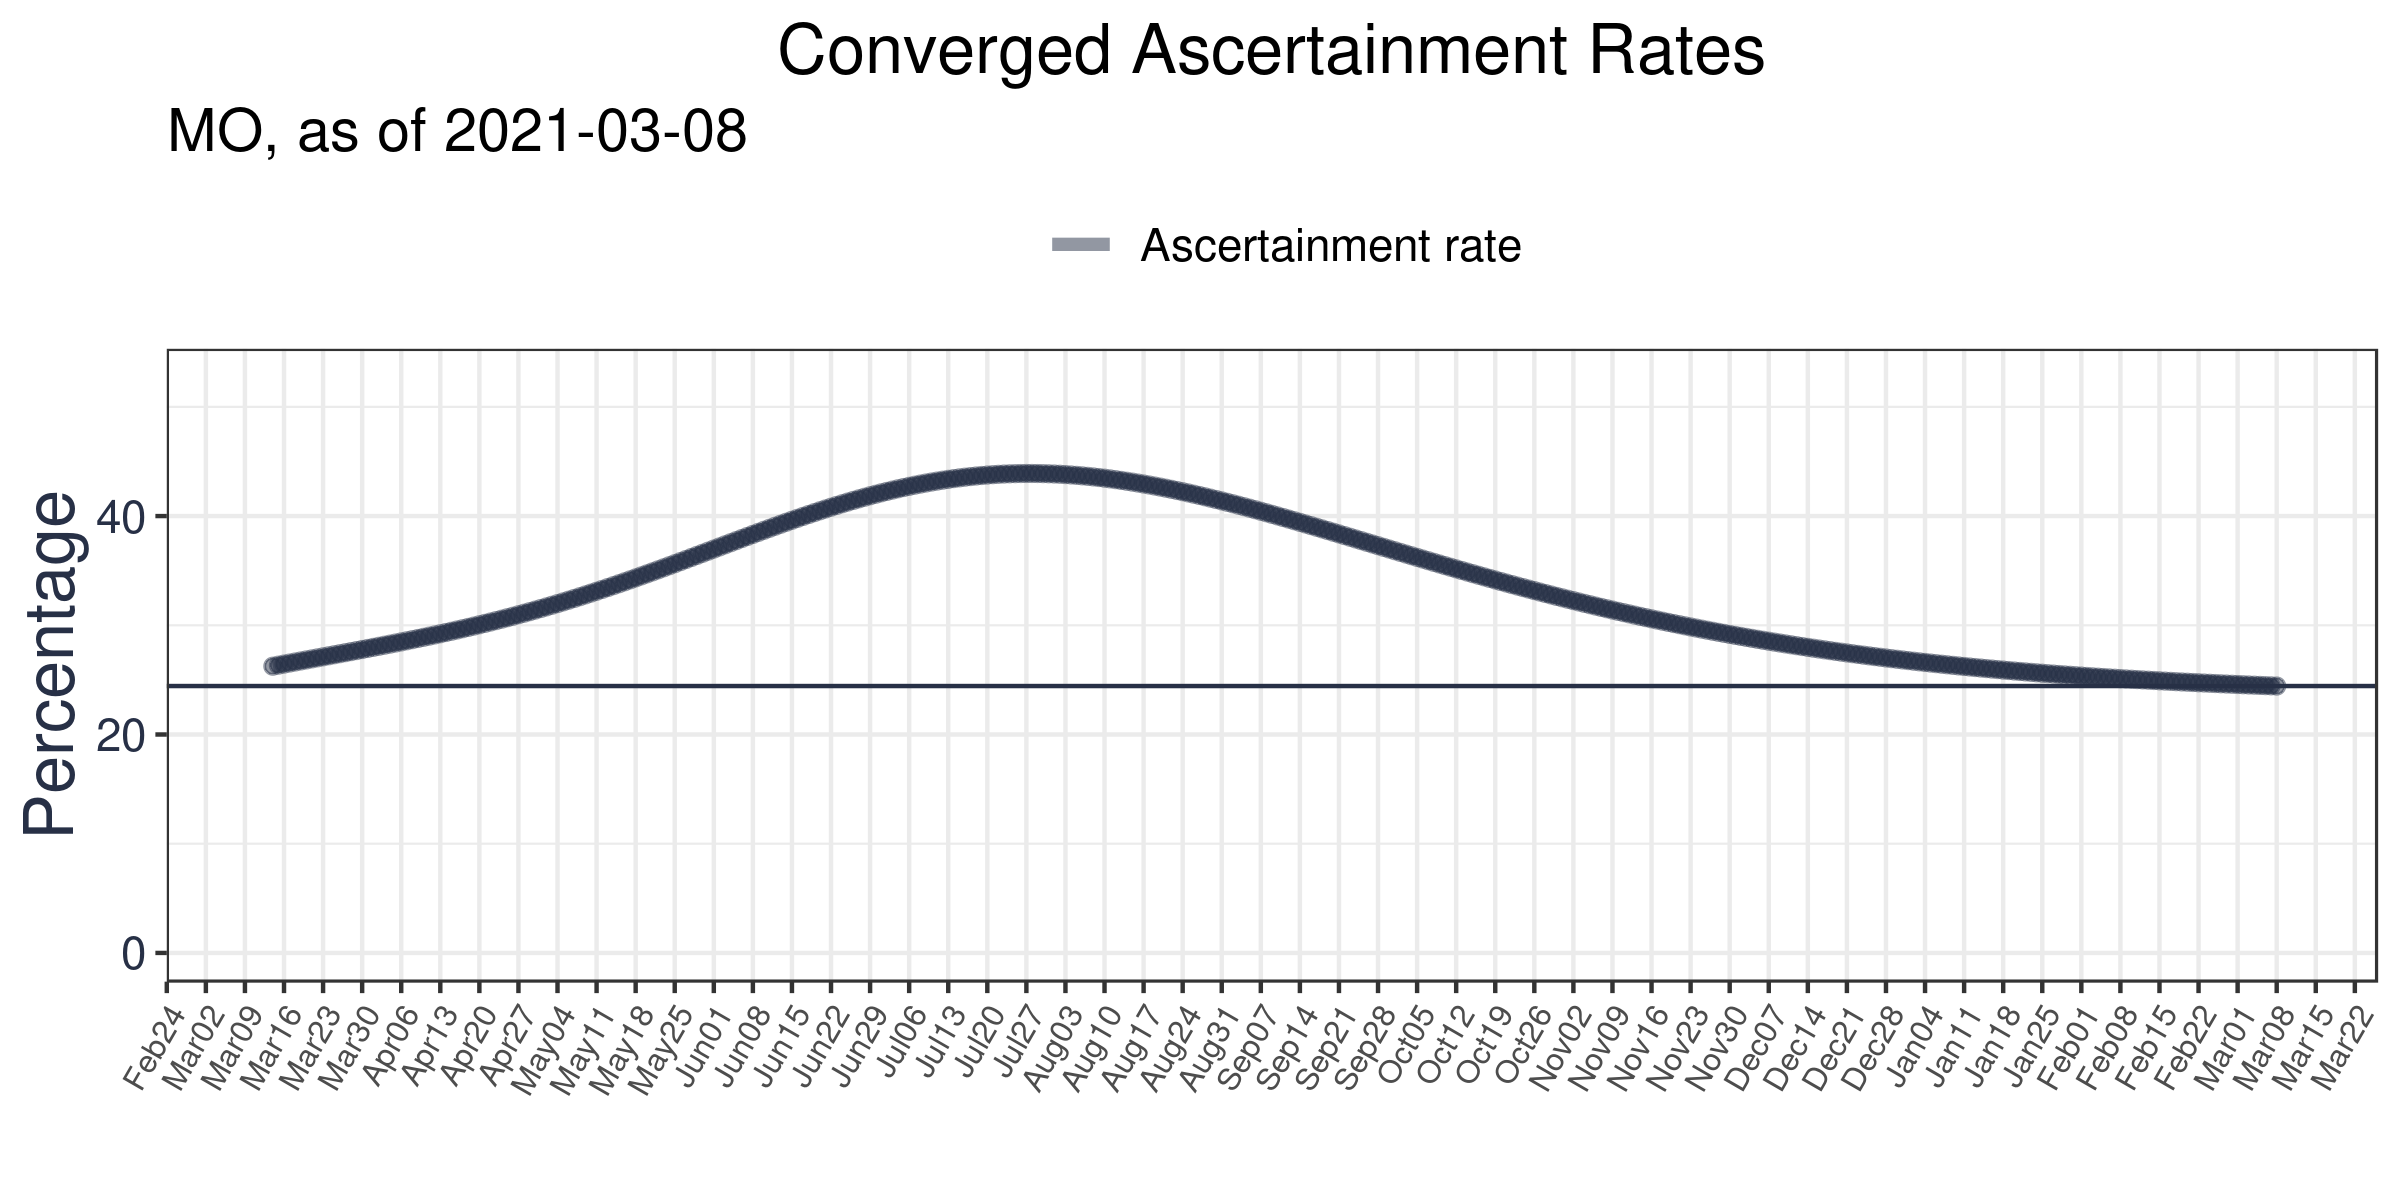 Converged Ascertainment Rates
MO, as of 2021-03-08
Ascertainment rate
Percentage
40
20
0
Feb24
Mar02
Mar09
Mar16
Mar23
Mar30
Apr06
Apr13
Apr20
Apr27
May04
May11
May18
May25
Jun01
Jun08
Jun15
Jun22
Jun29
Jul06
Jul13
Jul20
Jul27
Aug03
Aug10
Aug17
Aug24
Aug31
Sep07
Sep14
Sep21
Sep28
Oct05
Oct12
Oct19
Oct26
Nov02
Nov09
Nov16
Nov23
Nov30
Dec07
Dec14
Dec21
Dec28
Jan04
Jan11
Jan18
Jan25
Feb01
Feb08
Feb15
Feb22
Mar01
Mar08
Mar15
Mar22